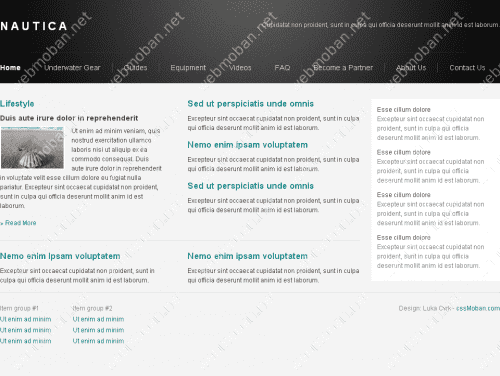 NAUTICA
cupidatat non proident, sunt in culpa qui officia deserunt mollit anim id est laborum.
Home Underwater Gear Guides Equipment Videos FAQ Become a Partner About Us Contact Us
Lifestyle
Duis aute irure dolor in reprehenderit
Ut enim ad minim veniam, quis
nostrud exercitation ullamco
laboris nisi ut aliquip ex ea
commodo consequat. Duis
aute irure dolor in reprehenderit
in voluptate velit esse cillum dolore eu fugiat nulla
pariatur. Excepteur sint occaecat cupidatat non proident,
sunt in culpa qui officia deserunt mollit anim id est
laborum.
» Read More
Sed ut perspiciatis unde omnis
Excepteur sint occaecat cupidatat non proident, sunt in culpa
qui officia deserunt mollit anim id est laborum.
Nemo enim ipsam voluptatem
Excepteur sint occaecat cupidatat non proident, sunt in culpa
qui officia deserunt mollit anim id est laborum.
Sed ut perspiciatis unde omnis
Excepteur sint occaecat cupidatat non proident, sunt in culpa
qui officia deserunt mollit anim id est laborum.
Esse cillum dolore
Excepteur sint occaecat cupidatat non
proident, sunt in culpa qui officia
deserunt mollit anim id est laborum.
Esse cillum dolore
Excepteur sint occaecat cupidatat non
proident, sunt in culpa qui officia
deserunt mollit anim id est laborum.
Esse cillum dolore
Excepteur sint occaecat cupidatat non
proident, sunt in culpa qui officia
deserunt mollit anim id est laborum.
Esse cillum dolore
Excepteur sint occaecat cupidatat non
proident, sunt in culpa qui officia
deserunt mollit anim id est laborum.
Nemo enim ipsam voluptatem
Excepteur sint occaecat cupidatat non proident, sunt in
culpa qui officia deserunt mollit anim id est laborum.
Nemo enim ipsam voluptatem
Excepteur sint occaecat cupidatat non proident, sunt in culpa
qui officia deserunt mollit anim id est laborum.
Item group #1
Ut enim ad minim
Ut enim ad minim
Ut enim ad minim
Item group #2
Ut enim ad minim
Ut enim ad minim
Ut enim ad minim
Design: Luka Cvrk - cssMoban.com